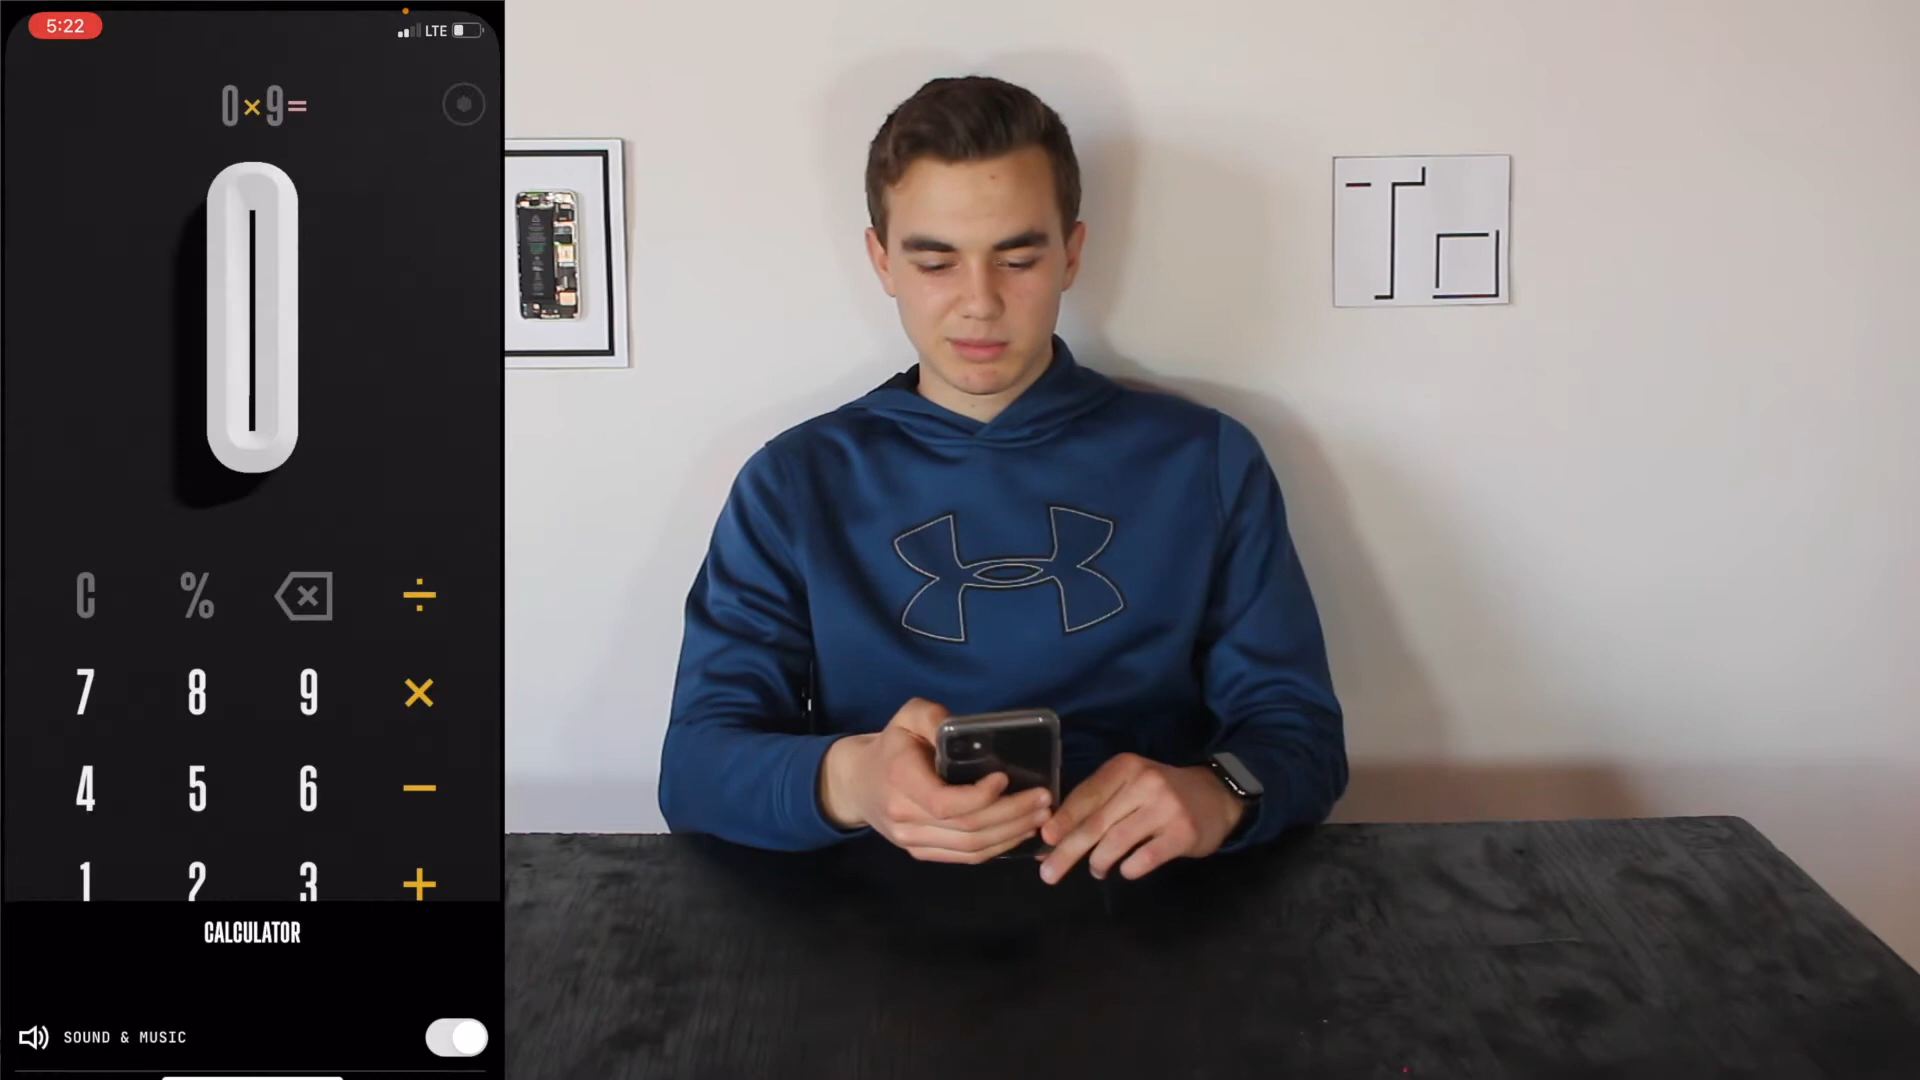 5:22
LTE
0×9=
0
C % ÷
7 8 9 ×
4 5 6 −
1 2 3 +
CALCULATOR
SOUND & MUSIC